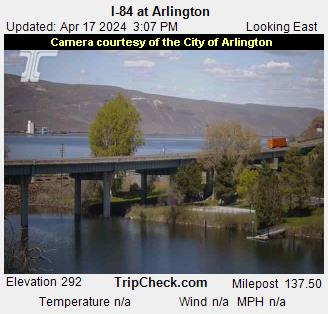 I-84 at Arlington
Updated: Apr 17 2024 3:07 PM Looking East
Camera courtesy of the City of Arlington
Elevation 292 TripCheck.com Milepost 137.50
Temperature n/a Wind n/a MPH n/a